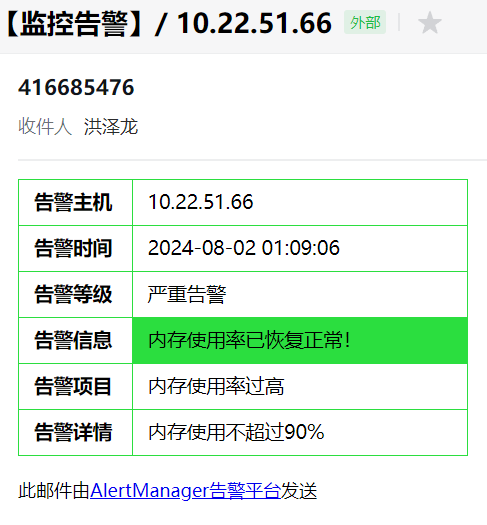 【监控告警】/ 10.22.51.66 外部
416685476
收件人 洪泽龙
告警主机 10.22.51.66
告警时间 2024-08-02 01:09:06
告警等级 严重告警
告警信息 内存使用率已恢复正常!
告警项目 内存使用率过高
告警详情 内存使用不超过90%
此邮件由AlertManager告警平台发送